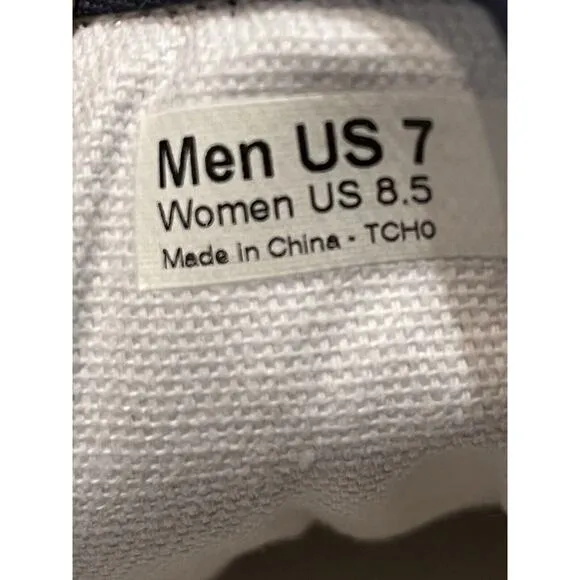 Men US 7
Women US 8.5
Made in China - TCH0